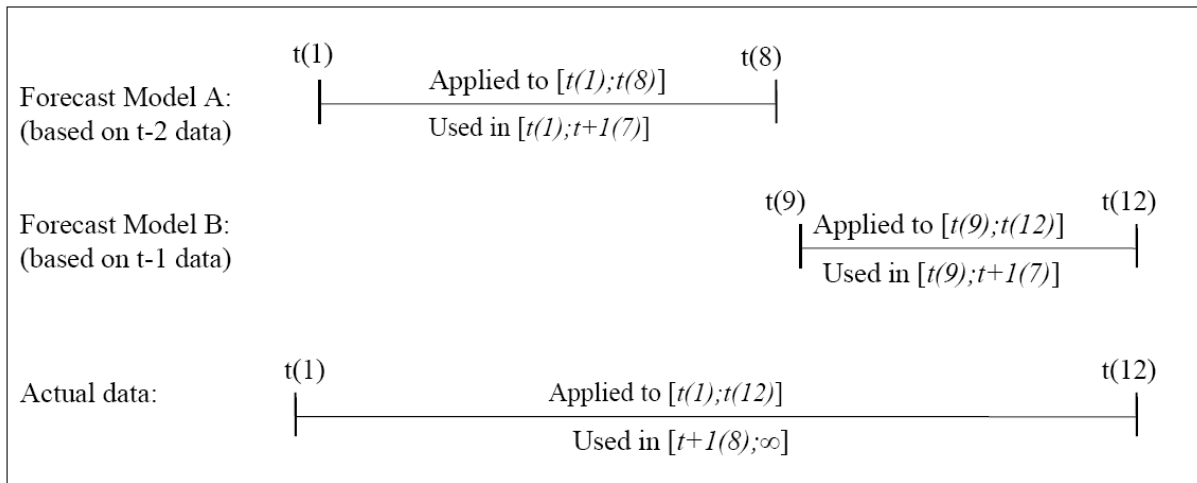 t(1) t(8)
Forecast Model A: Applied to [t(1);t(8)]
(based on t-2 data) Used in [t(1);t+1(7)]
t(9) t(12)
Forecast Model B: Applied to [t(9);t(12)]
(based on t-1 data) Used in [t(9);t+1(7)]
t(1) t(12)
Actual data: Applied to [t(1);t(12)]
Used in [t+1(8);∞]